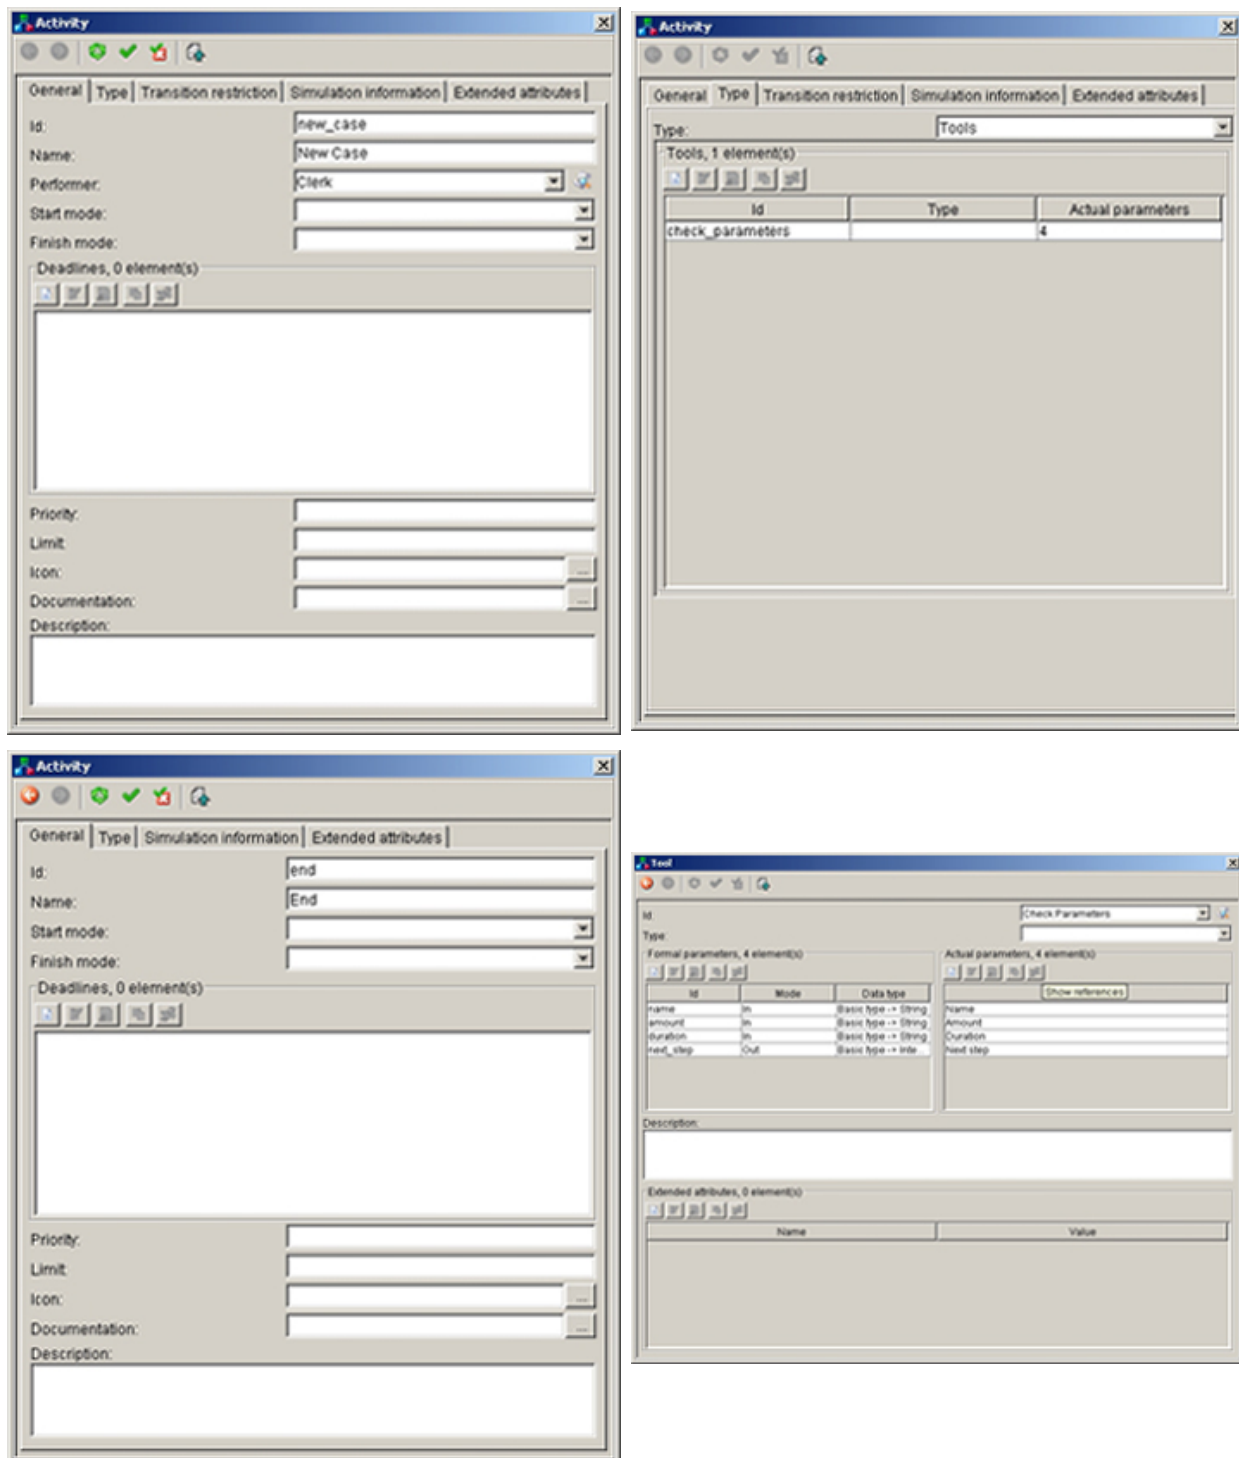 Activity
General Type Transition restriction Simulation information Extended attributes
Id: new_case
Name: New Case
Performer: Clerk
Start mode:
Finish mode:
Deadlines, 0 element(s)
Priority:
Limit:
Icon: ...
Documentation: ...
Description:
Activity
General Type Transition restriction Simulation information Extended attributes
Type: Tools
Tools, 1 element(s)
Id Type Actual parameters
check_parameters 4
Activity
General Type Simulation information Extended attributes
Id: end
Name: End
Start mode:
Finish mode:
Deadlines, 0 element(s)
Priority:
Limit:
Icon: ...
Documentation: ...
Description:
Tool
Id: Check Parameters
Type:
Formal parameters, 4 element(s) Actual parameters, 4 element(s)
Show references
Id Mode Data type
name In Basic type -> String Name
amount In Basic type -> String Amount
duration In Basic type -> String Duration
next_step Out Basic type -> Inte... Next step
Description:
Extended attributes, 0 element(s)
Name Value